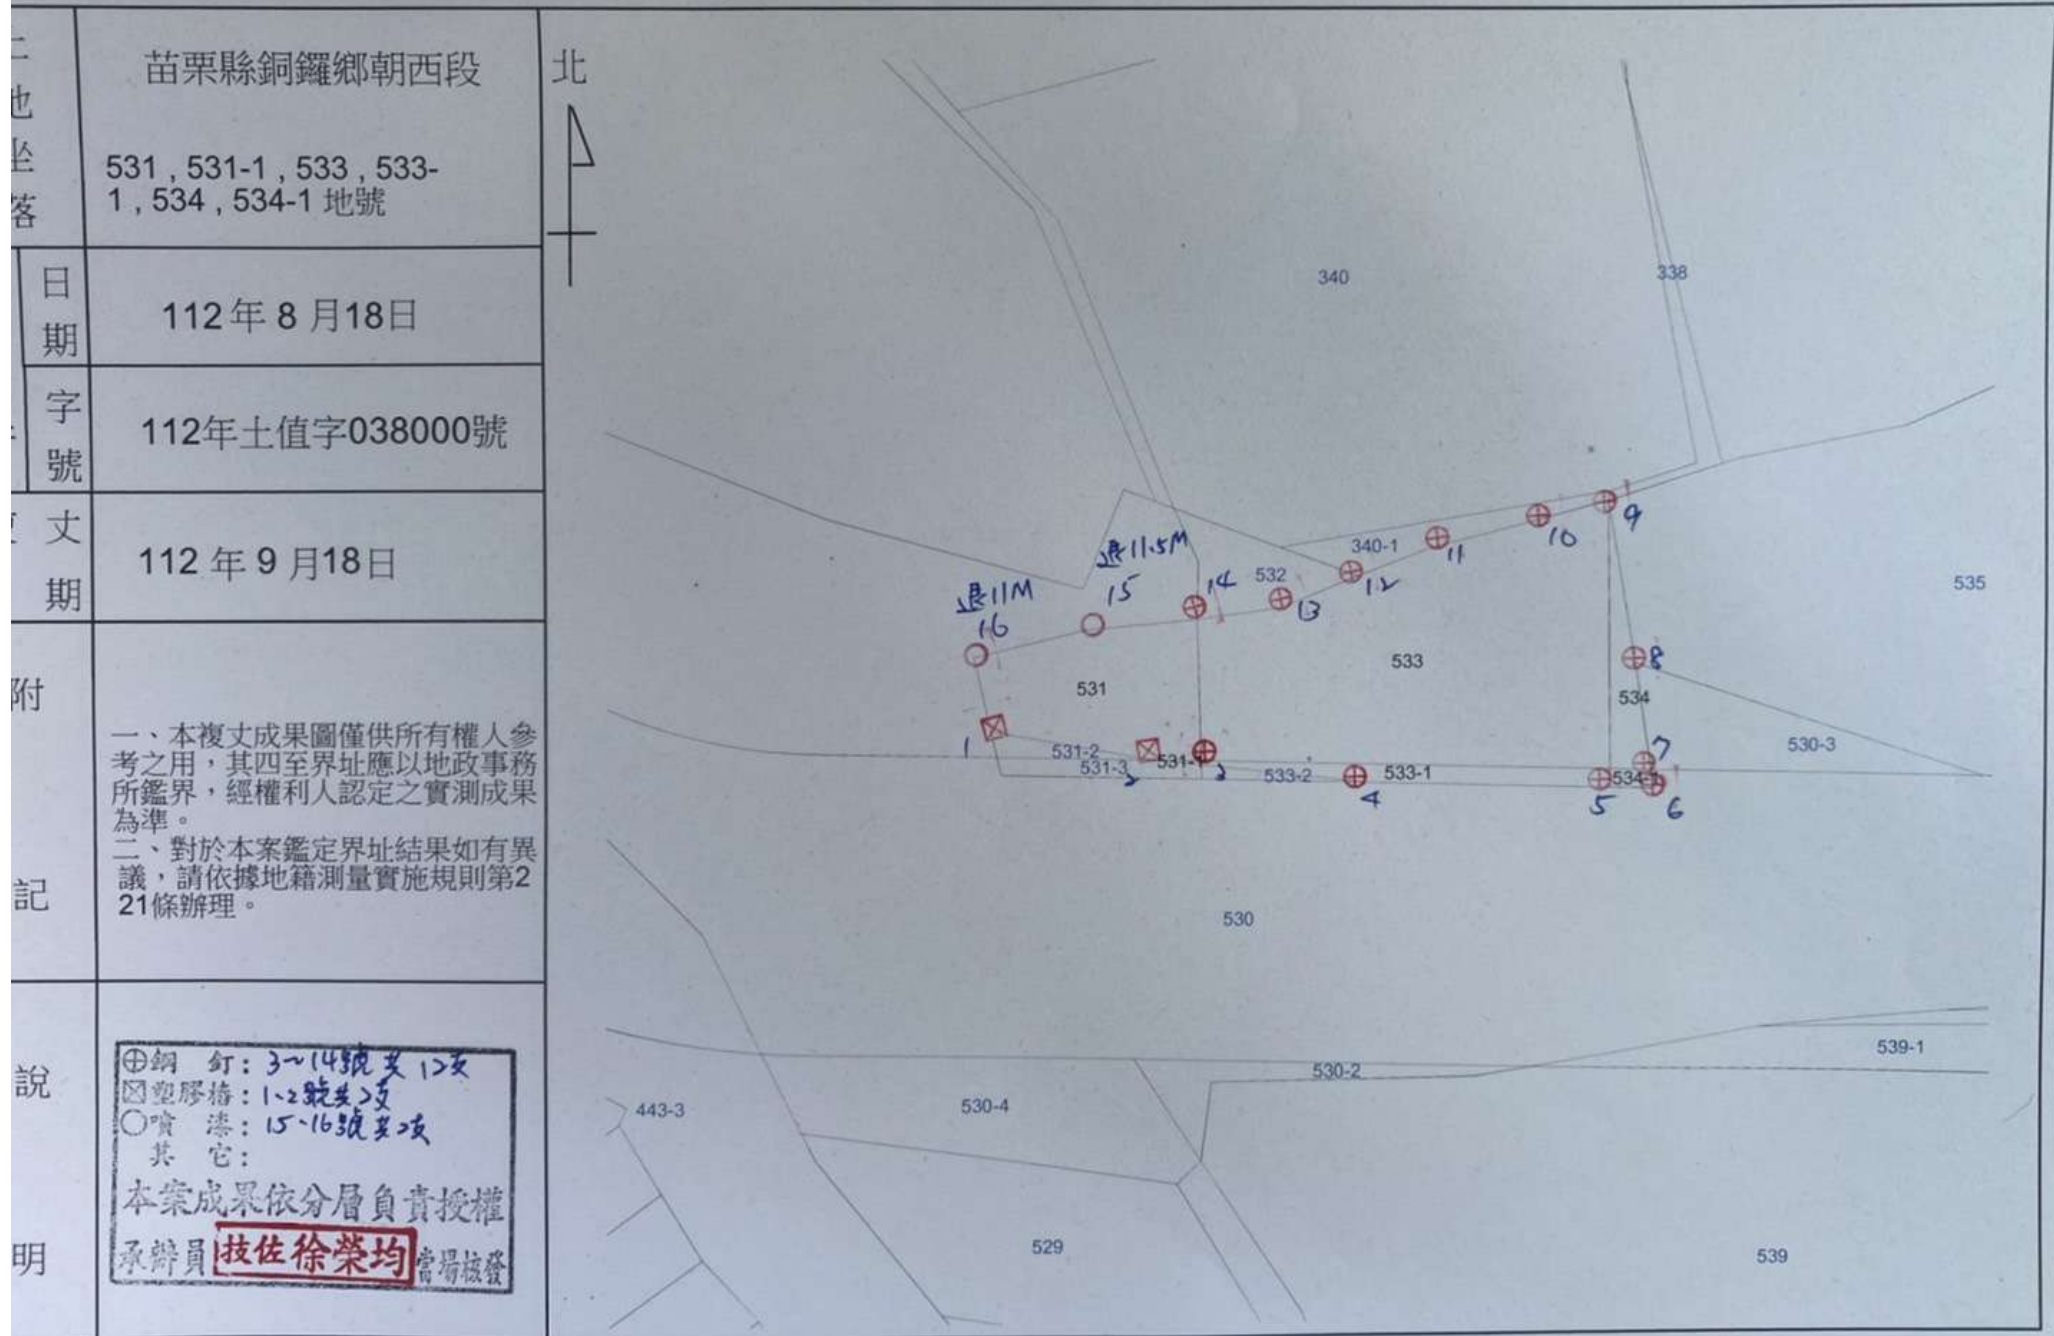 土地坐落
苗栗縣銅鑼鄉朝西段
531 , 531-1 , 533 , 533-
1 , 534 , 534-1 地號
日期
112 年 8 月18日
字號
112年土值字038000號
丈
期
112 年 9 月18日
附記
一、本複丈成果圖僅供所有權人參
考之用，其四至界址應以地政事務
所鑑界，經權利人認定之實測成果
為準。
二、對於本案鑑定界址結果如有異
議，請依據地籍測量實施規則第2
21條辦理。
說明
⊕鋼 釘：3~14號共12支
☒塑膠樁：1-2號共2支
○噴 漆：15-16號共2支
其 它：
本案成果依分層負責授權
承辦員 技佐徐榮均 當場核發
北
340
338
340-1
532
535
退11.5M
退11M
16
15
14
13
12
11
10
9
8
7
6
5
4
3
2
1
531
533
534
530-3
531-2
531-3
531-1
533-2
533-1
534-1
530
539-1
530-2
443-3
530-4
529
539